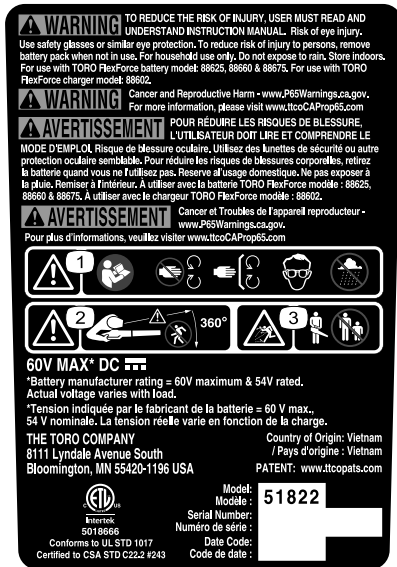 WARNING TO REDUCE THE RISK OF INJURY, USER MUST READ AND
UNDERSTAND INSTRUCTION MANUAL. Risk of eye injury.
Use safety glasses or similar eye protection. To reduce risk of injury to persons, remove
battery pack when not in use. For household use only. Do not expose to rain. Store indoors.
For use with TORO FlexForce battery model: 88625, 88660 & 88675. For use with TORO
FlexForce charger model: 88602.
WARNING Cancer and Reproductive Harm - www.P65Warnings.ca.gov.
For more information, please visit www.ttcoCAProp65.com
AVERTISSEMENT POUR RÉDUIRE LES RISQUES DE BLESSURE,
L'UTILISATEUR DOIT LIRE ET COMPRENDRE LE
MODE D'EMPLOI, Risque de blessure oculaire. Utilisez des lunettes de sécurité ou autre
protection oculaire semblable. Pour réduire les risques de blessures corporelles, retirez
la batterie quand vous ne l'utilisez pas. Reserve al'usage domestique. Ne pas exposer à
la pluie. Remiser à l'intérieur. À utiliser avec la batterie TORO FlexForce modèle : 88625,
88660 & 88675. À utiliser avec le chargeur TORO FlexForce modèle : 88602.
AVERTISSEMENT Cancer et Troubles de l'appareil reproducteur -
www.P65Warnings.ca.gov.
Pour plus d'informations, veuillez visiter www.ttcoCAProp65.com
1
2 360° 3
60V MAX* DC
*Battery manufacturer rating = 60V maximum & 54V rated.
Actual voltage varies with load.
*Tension indiquée par le fabricant de la batterie = 60 V max.,
54 V nominale. La tension réelle varie en fonction de la charge.
THE TORO COMPANY
8111 Lyndale Avenue South
Bloomington, MN 55420-1196 USA
Country of Origin: Vietnam
/ Pays d'origine : Vietnam
PATENT: www.ttcopats.com
C ETL US
Intertek
5018666
Conforms to UL STD 1017
Certified to CSA STD C22.2 #243
Model:
Modèle :
51822
Serial Number:
Numéro de série :
Date Code:
Code de date :